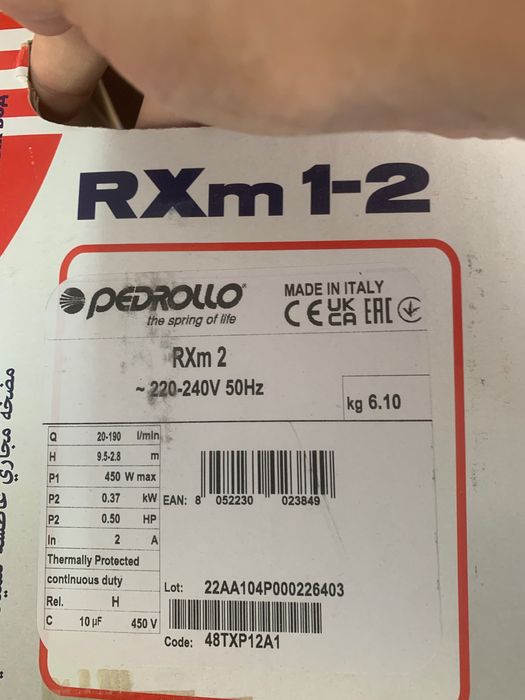 RXm 1-2
PEDROLLO
the spring of life
MADE IN ITALY
CE UK CA EAC
RXm 2
~ 220-240V 50Hz
kg 6.10
Q 20-190 l/min
H 9.5-2.8 m
P1 450 W max
P2 0.37 kW
P2 0.50 HP
In 2 A
Thermally Protected
continuous duty
Rel. H
C 10 µF 450 V
EAN: 8 052230 023849
Lot: 22AA104P000226403
Code: 48TXP12A1
مضخة مجاري